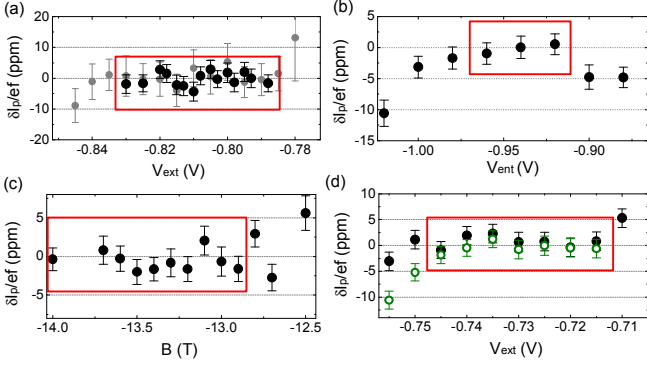 (a)
20
10
0
-10
-20
δIp/ef (ppm)
-0.84
-0.82
-0.80
-0.78
Vext (V)
(b)
5
0
-5
-10
-15
δIp/ef (ppm)
-1.00
-0.95
-0.90
Vent (V)
(c)
5
0
-5
δIp/ef (ppm)
-14.0
-13.5
-13.0
-12.5
B (T)
(d)
10
5
0
-5
-10
δIp/ef (ppm)
-0.75
-0.74
-0.73
-0.72
-0.71
Vext (V)